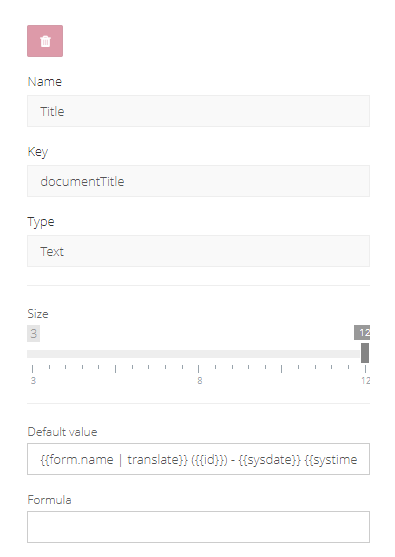 Name
Title
Key
documentTitle
Type
Text
Size
3 12
3 8 12
Default value
{{form.name | translate}} ({{id}}) - {{sysdate}} {{systime
Formula